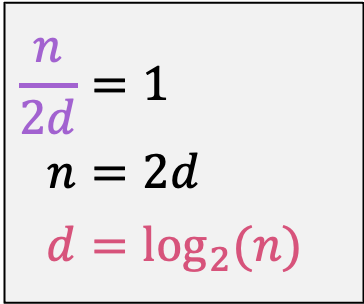 n/2d = 1
n = 2d
d = log₂(n)